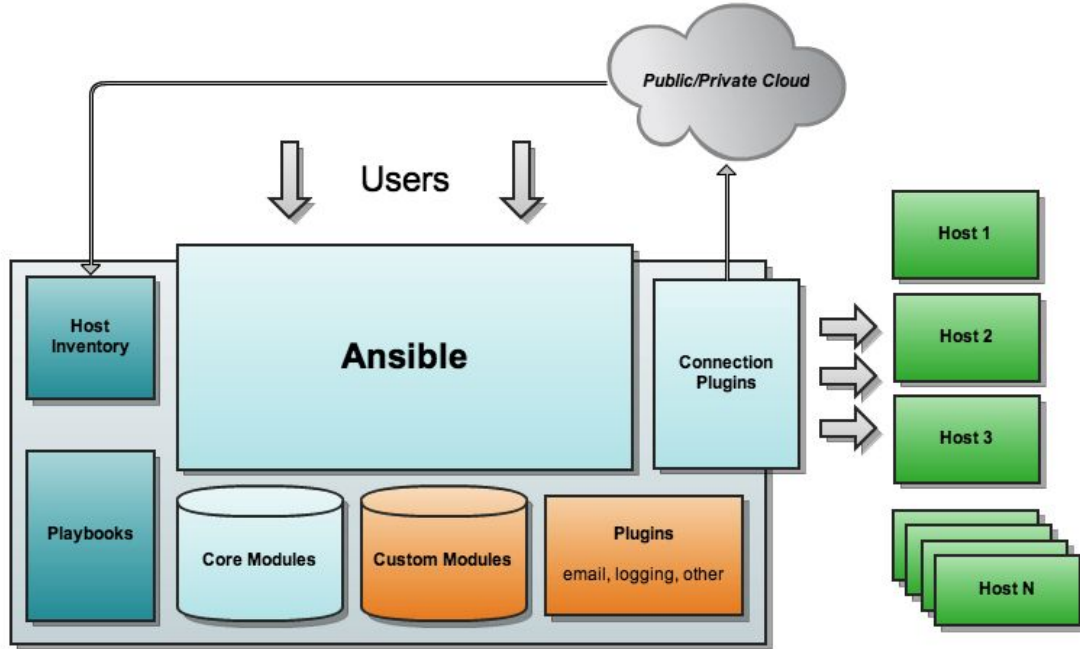 Public/Private Cloud
Users
Host 1
Host
Inventory
Ansible
Connection
Plugins
Host 2
Host 3
Playbooks
Core Modules
Custom Modules
Plugins
email, logging, other
Host N